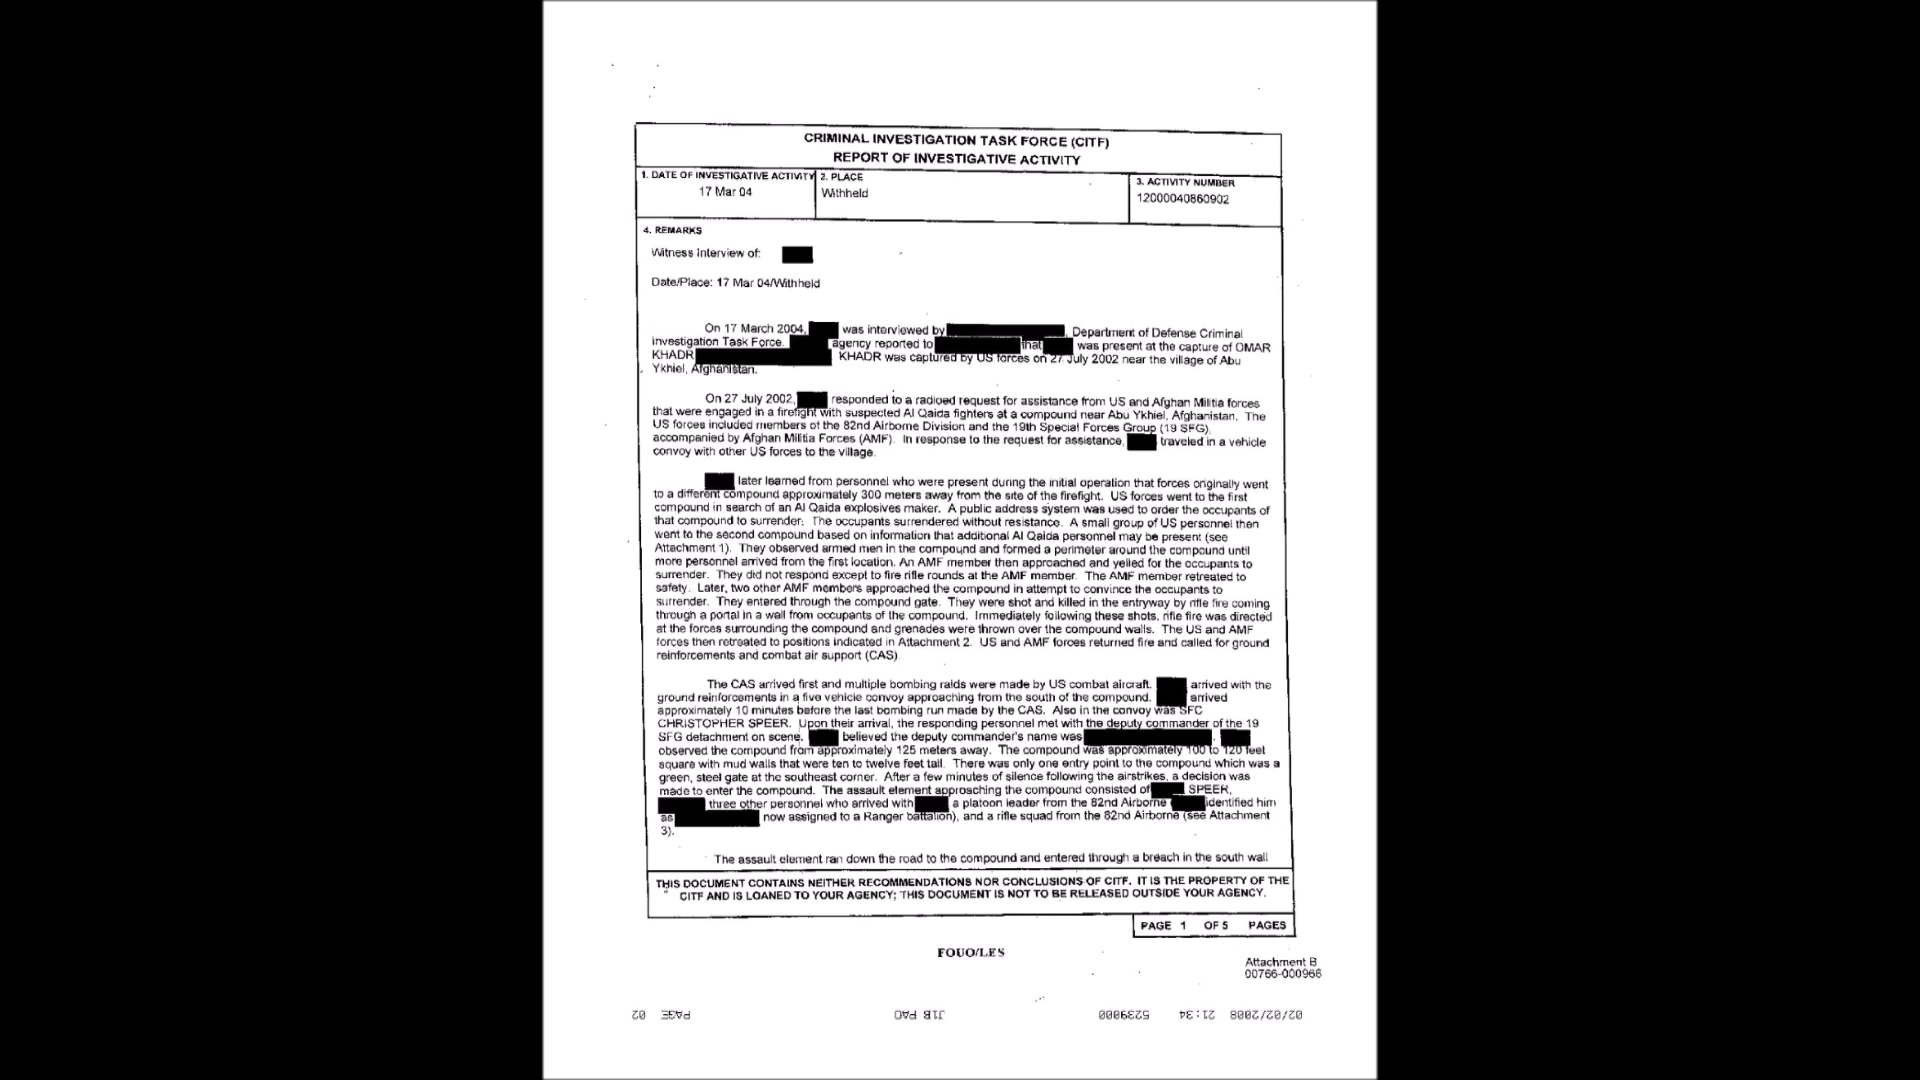 CRIMINAL INVESTIGATION TASK FORCE (CITF)
REPORT OF INVESTIGATIVE ACTIVITY
1. DATE OF INVESTIGATIVE ACTIVITY
17 Mar 04
2. PLACE
Withheld
3. ACTIVITY NUMBER
12000040860902
4. REMARKS
Witness Interview of:
Date/Place: 17 Mar 04/Withheld
On 17 March 2004, was interviewed by , Department of Defense Criminal
Investigation Task Force. agency reported to that was present at the capture of OMAR
KHADR KHADR was captured by US forces on 27 July 2002 near the village of Abu
Ykhiel, Afghanistan.
On 27 July 2002, responded to a radioed request for assistance from US and Afghan Militia forces
that were engaged in a firefight with suspected Al Qaida fighters at a compound near Abu Ykhiel, Afghanistan. The
US forces included members of the 82nd Airborne Division and the 19th Special Forces Group (19 SFG),
accompanied by Afghan Militia Forces (AMF). In response to the request for assistance, traveled in a vehicle
convoy with other US forces to the village.
later learned from personnel who were present during the initial operation that forces originally went
to a different compound approximately 300 meters away from the site of the firefight. US forces went to the first
compound in search of an Al Qaida explosives maker. A public address system was used to order the occupants of
that compound to surrender. The occupants surrendered without resistance. A small group of US personnel then
went to the second compound based on information that additional Al Qaida personnel may be present (see
Attachment 1). They observed armed men in the compound and formed a perimeter around the compound until
more personnel arrived from the first location. An AMF member then approached and yelled for the occupants to
surrender. They did not respond except to fire rifle rounds at the AMF member. The AMF member retreated to
safety. Later, two other AMF members approached the compound in attempt to convince the occupants to
surrender. They entered through the compound gate. They were shot and killed in the entryway by rifle fire coming
through a portal in a wall from occupants of the compound. Immediately following these shots, rifle fire was directed
at the forces surrounding the compound and grenades were thrown over the compound walls. The US and AMF
forces then retreated to positions indicated in Attachment 2. US and AMF forces returned fire and called for ground
reinforcements and combat air support (CAS)
The CAS arrived first and multiple bombing raids were made by US combat aircraft. arrived with the
ground reinforcements in a five vehicle convoy approaching from the south of the compound. arrived
approximately 10 minutes before the last bombing run made by the CAS. Also in the convoy was SFC
CHRISTOPHER SPEER. Upon their arrival, the responding personnel met with the deputy commander of the 19
SFG detachment on scene. believed the deputy commander's name was .
observed the compound from approximately 125 meters away. The compound was approximately 100 to 120 feet
square with mud walls that were ten to twelve feet tall. There was only one entry point to the compound which was a
green, steel gate at the southeast corner. After a few minutes of silence following the airstrikes, a decision was
made to enter the compound. The assault element approaching the compound consisted of SPEER,
three other personnel who arrived with a platoon leader from the 82nd Airborne ( identified him
as now assigned to a Ranger battalion), and a rifle squad from the 82nd Airborne (see Attachment
3).
The assault element ran down the road to the compound and entered through a breach in the south wall
THIS DOCUMENT CONTAINS NEITHER RECOMMENDATIONS NOR CONCLUSIONS OF CITF. IT IS THE PROPERTY OF THE
CITF AND IS LOANED TO YOUR AGENCY; THIS DOCUMENT IS NOT TO BE RELEASED OUTSIDE YOUR AGENCY.
PAGE 1 OF 5 PAGES
FOUO/LES
Attachment B
00766-000966
02/02/2008 21:34 5239000 JIB PAO PAGE 02